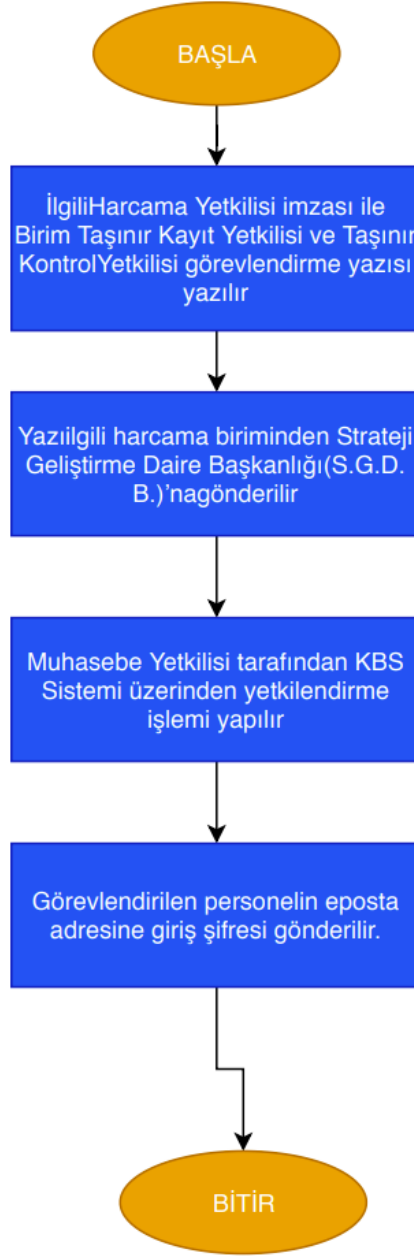 BAŞLA
İlgiliHarcama Yetkilisi imzası ile
Birim Taşınır Kayıt Yetkilisi ve Taşınır
KontrolYetkilisi görevlendirme yazısı
yazılır
Yazıilgili harcama biriminden Strateji
Geliştirme Daire Başkanlığı(S.G.D.
B.)’nagönderilir
Muhasebe Yetkilisi tarafından KBS
Sistemi üzerinden yetkilendirme
işlemi yapılır
Görevlendirilen personelin eposta
adresine giriş şifresi gönderilir.
BİTİR